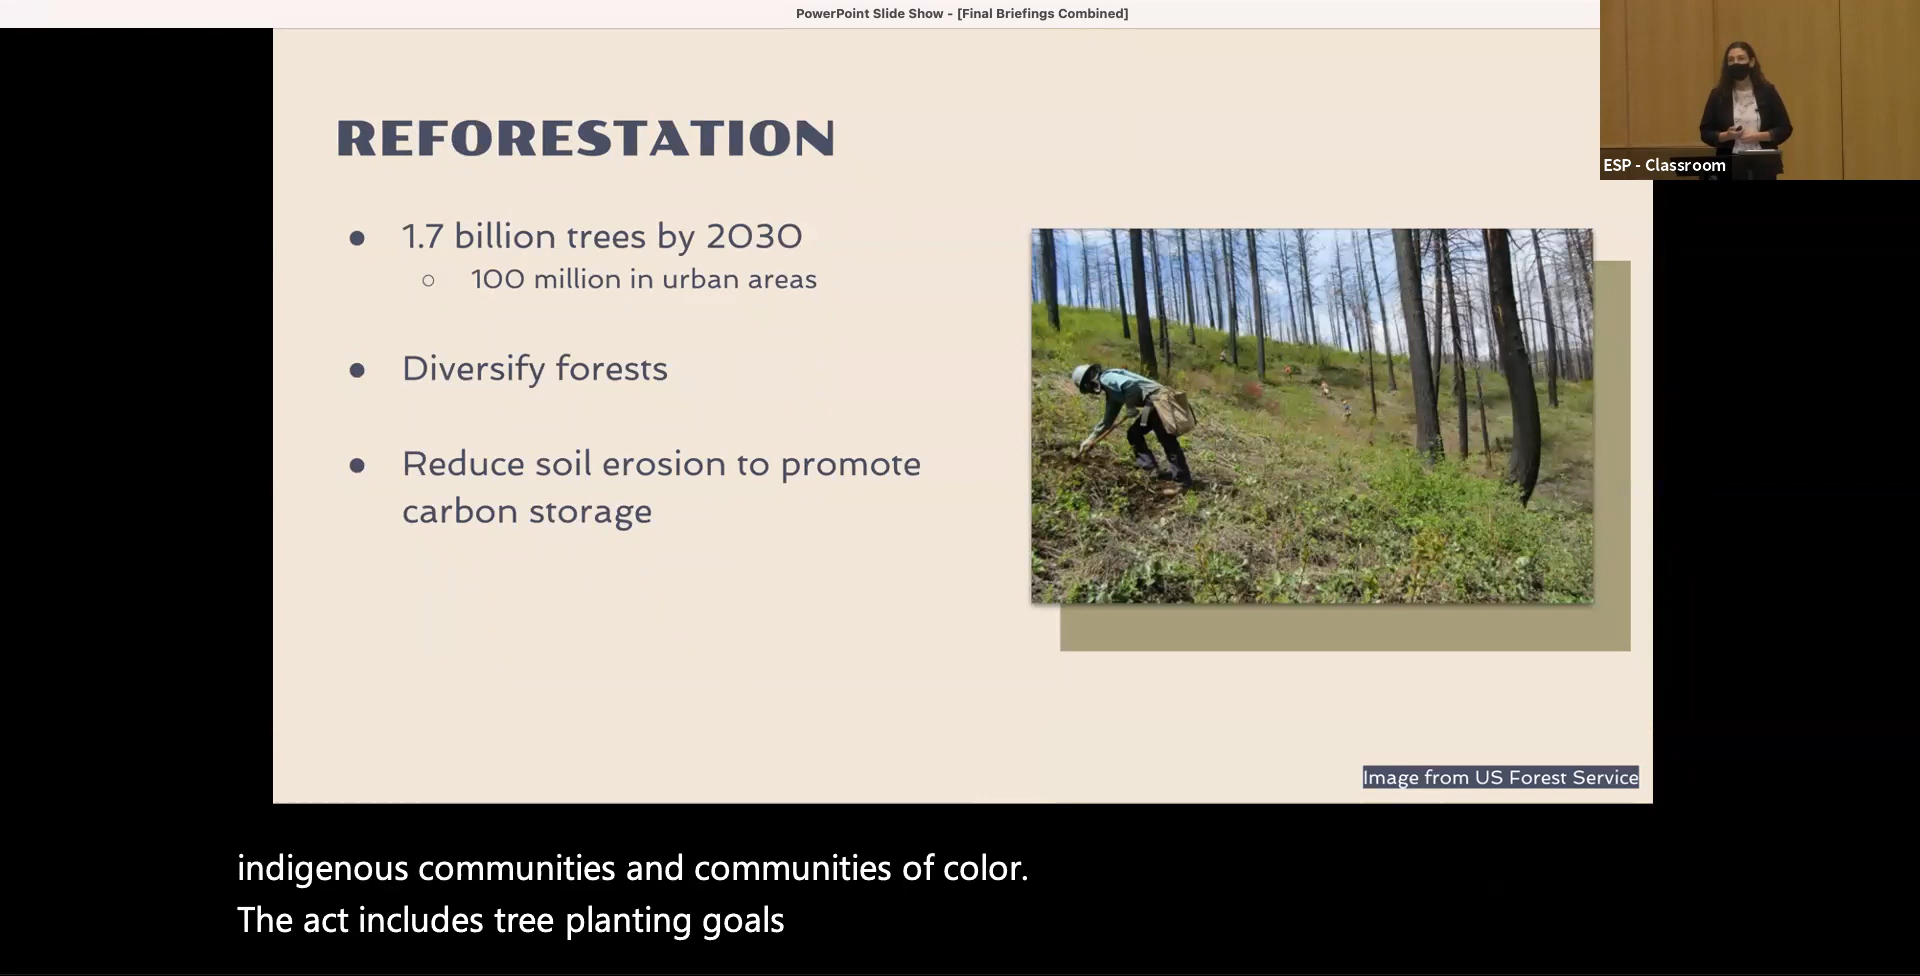 PowerPoint Slide Show - [Final Briefings Combined]
ESP - Classroom
REFORESTATION
● 1.7 billion trees by 2030
○ 100 million in urban areas
● Diversify forests
● Reduce soil erosion to promote
carbon storage
Image from US Forest Service
indigenous communities and communities of color.
The act includes tree planting goals